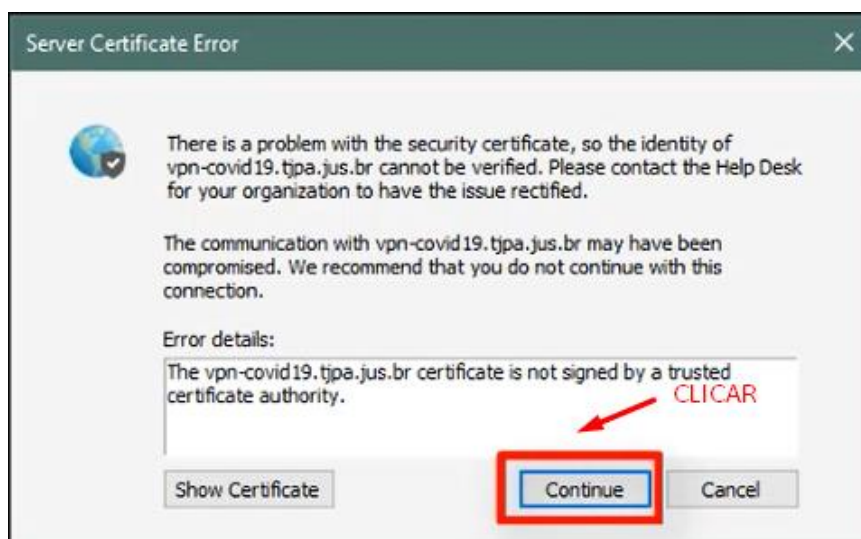 Server Certificate Error
There is a problem with the security certificate, so the identity of
vpn-covid19.tjpa.jus.br cannot be verified. Please contact the Help Desk
for your organization to have the issue rectified.
The communication with vpn-covid19.tjpa.jus.br may have been
compromised. We recommend that you do not continue with this
connection.
Error details:
The vpn-covid19.tjpa.jus.br certificate is not signed by a trusted
certificate authority.
CLICAR
Show Certificate
Continue
Cancel